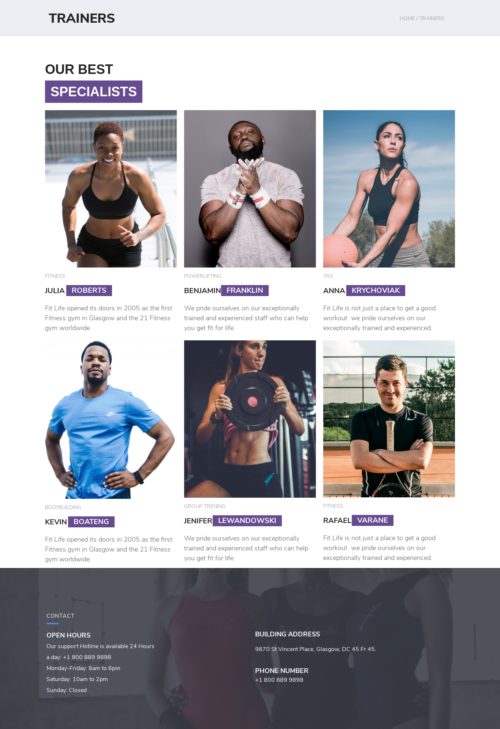 TRAINERS
HOME / TRAINERS
OUR BEST
SPECIALISTS
FITNESS
JULIA ROBERTS
Fit Life opened its doors in 2005 as the first
Fitness gym in Glasgow and the 21 Fitness
gym worldwide.
POWERLIFTING
BENJAMIN FRANKLIN
We pride ourselves on our exceptionally
trained and experienced staff who can help
you get fit for life.
TRX
ANNA KRYCHOVIAK
Fit Life is not just a place to get a good
workout we pride ourselves on our
exceptionally trained and experienced.
BODYBUILDING
KEVIN BOATENG
Fit Life opened its doors in 2005 as the first
Fitness gym in Glasgow and the 21 Fitness
gym worldwide.
GROUP TRENING
JENIFER LEWANDOWSKI
We pride ourselves on our exceptionally
trained and experienced staff who can help
you get fit for life.
FITNESS
RAFAEL VARANE
Fit Life is not just a place to get a good
workout we pride ourselves on our
exceptionally trained and experienced.
CONTACT
OPEN HOURS
Our support Hotline is available 24 Hours
a day: +1 800 889 9898
Monday-Friday: 8am to 6pm
Saturday: 10am to 2pm
Sunday: Closed
BUILDING ADDRESS
9870 St Vincent Place, Glasgow, DC 45 Fr 45.
PHONE NUMBER
+1 800 889 9898